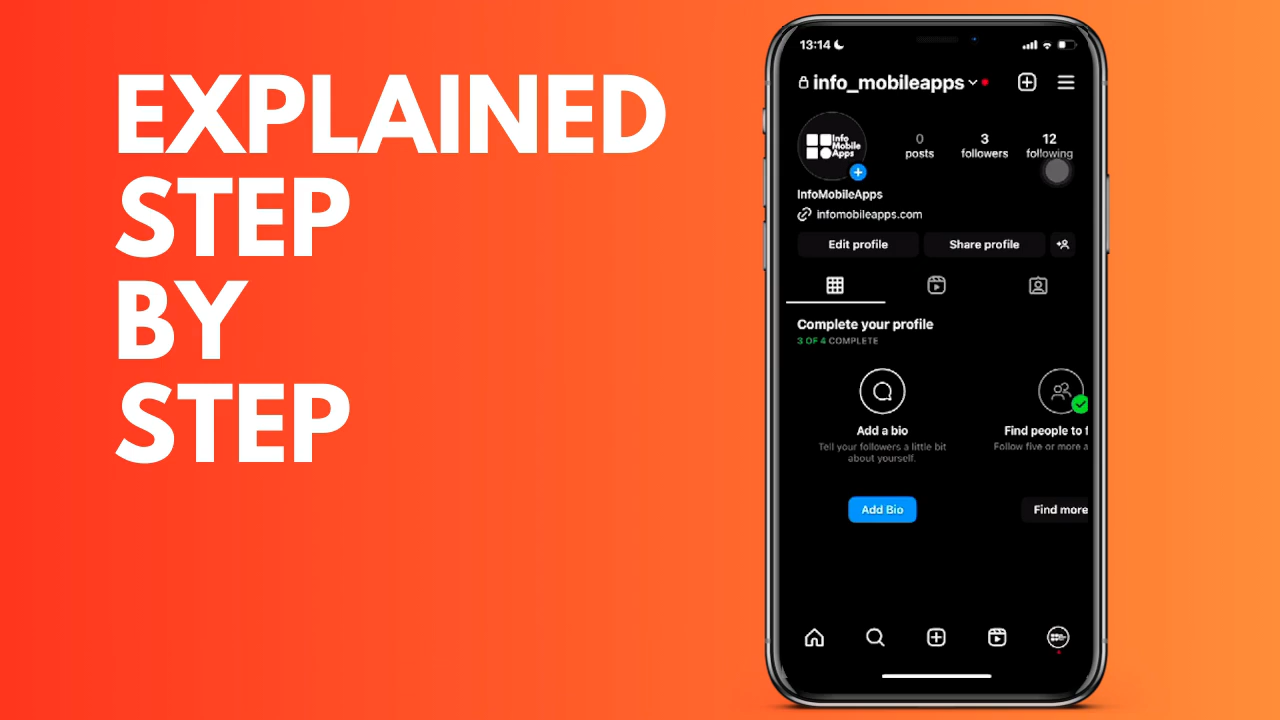 EXPLAINED
STEP
BY
STEP
13:14
info_mobileapps
Info
Mobile
Apps
0 3 12
posts followers following
InfoMobileApps
infomobileapps.com
Edit profile Share profile
Complete your profile
3 OF 4 COMPLETE
Add a bio Find people to f
Tell your followers a little bit Follow five or more a
about yourself.
Add Bio Find more